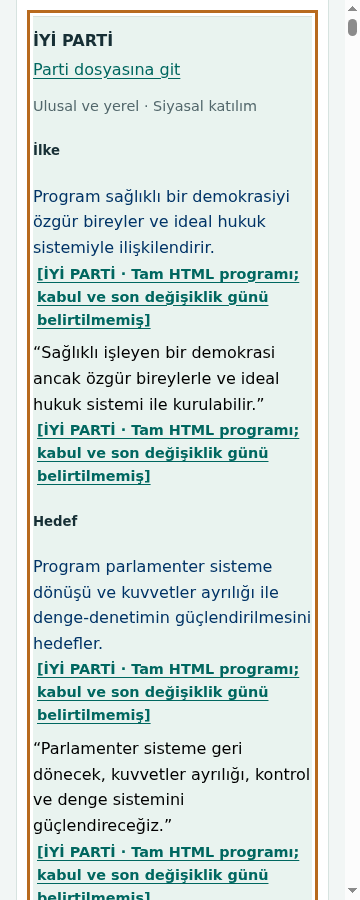 İYİ PARTİ
Parti dosyasına git
Ulusal ve yerel · Siyasal katılım
İlke
Program sağlıklı bir demokrasiyi
özgür bireyler ve ideal hukuk
sistemiyle ilişkilendirir.
[İYİ PARTİ · Tam HTML programı;
kabul ve son değişiklik günü
belirtilmemiş]
“Sağlıklı işleyen bir demokrasi
ancak özgür bireylerle ve ideal
hukuk sistemi ile kurulabilir.”
[İYİ PARTİ · Tam HTML programı;
kabul ve son değişiklik günü
belirtilmemiş]
Hedef
Program parlamenter sisteme
dönüşü ve kuvvetler ayrılığı ile
denge-denetimin güçlendirilmesini
hedefler.
[İYİ PARTİ · Tam HTML programı;
kabul ve son değişiklik günü
belirtilmemiş]
“Parlamenter sisteme geri
dönecek, kuvvetler ayrılığı, kontrol
ve denge sistemini
güçlendireceğiz.”
[İYİ PARTİ · Tam HTML programı;
kabul ve son değişiklik günü
belirtilmemiş]